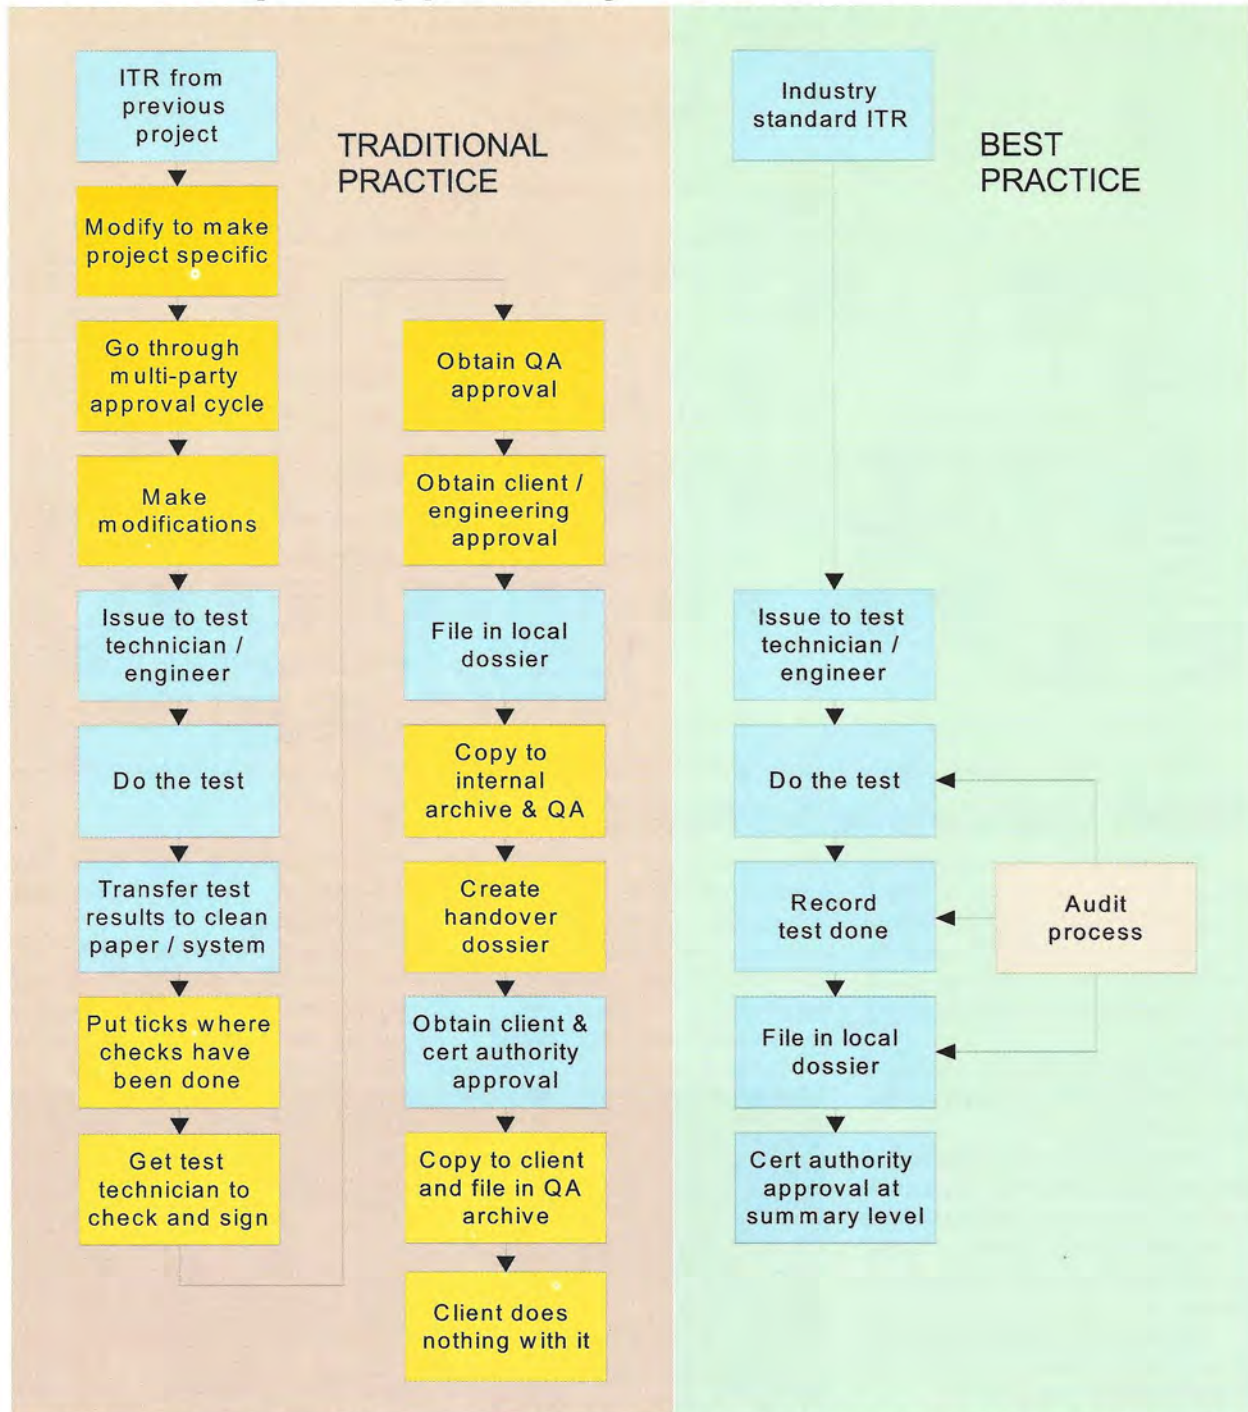 ITR from
previous
project
TRADITIONAL
PRACTICE
Modify to make
project specific
Go through
multi-party
approval cycle
Make
modifications
Issue to test
technician /
engineer
Do the test
Transfer test
results to clean
paper / system
Put ticks where
checks have
been done
Get test
technician to
check and sign
Obtain QA
approval
Obtain client /
engineering
approval
File in local
dossier
Copy to
internal
archive & QA
Create
handover
dossier
Obtain client &
cert authority
approval
Copy to client
and file in QA
archive
Client does
nothing with it
Industry
standard ITR
BEST
PRACTICE
Issue to test
technician /
engineer
Do the test
Record
test done
Audit
process
File in local
dossier
Cert authority
approval at
summary level